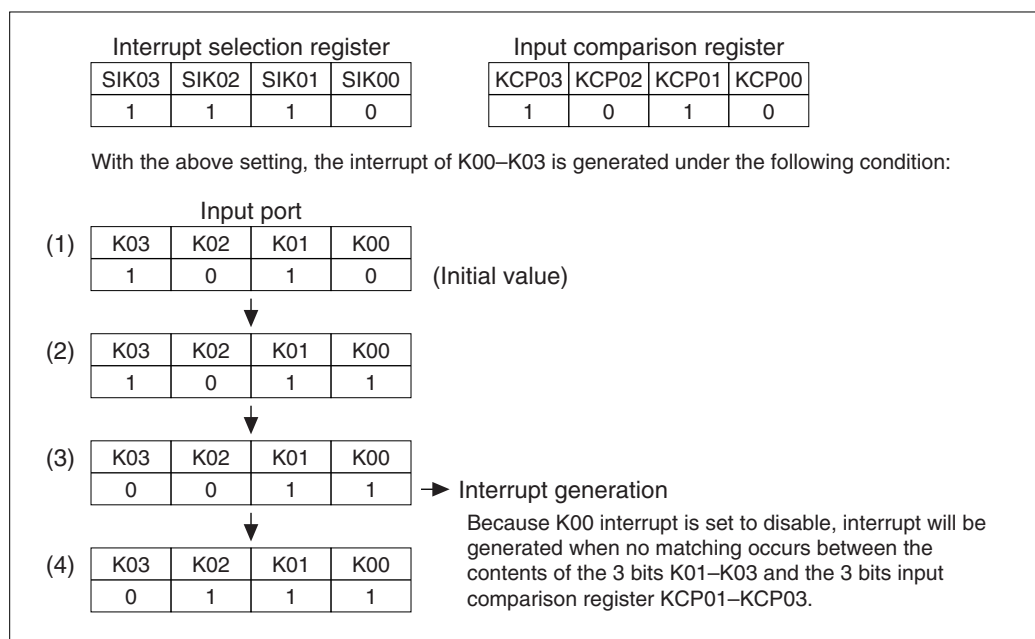 Interrupt selection register
SIK03 SIK02 SIK01 SIK00
1 1 1 0
Input comparison register
KCP03 KCP02 KCP01 KCP00
1 0 1 0
With the above setting, the interrupt of K00–K03 is generated under the following condition:
Input port
(1) K03 K02 K01 K00
1 0 1 0 (Initial value)
(2) K03 K02 K01 K00
1 0 1 1
(3) K03 K02 K01 K00
0 0 1 1 Interrupt generation
Because K00 interrupt is set to disable, interrupt will be
generated when no matching occurs between the
contents of the 3 bits K01–K03 and the 3 bits input
comparison register KCP01–KCP03.
(4) K03 K02 K01 K00
0 1 1 1